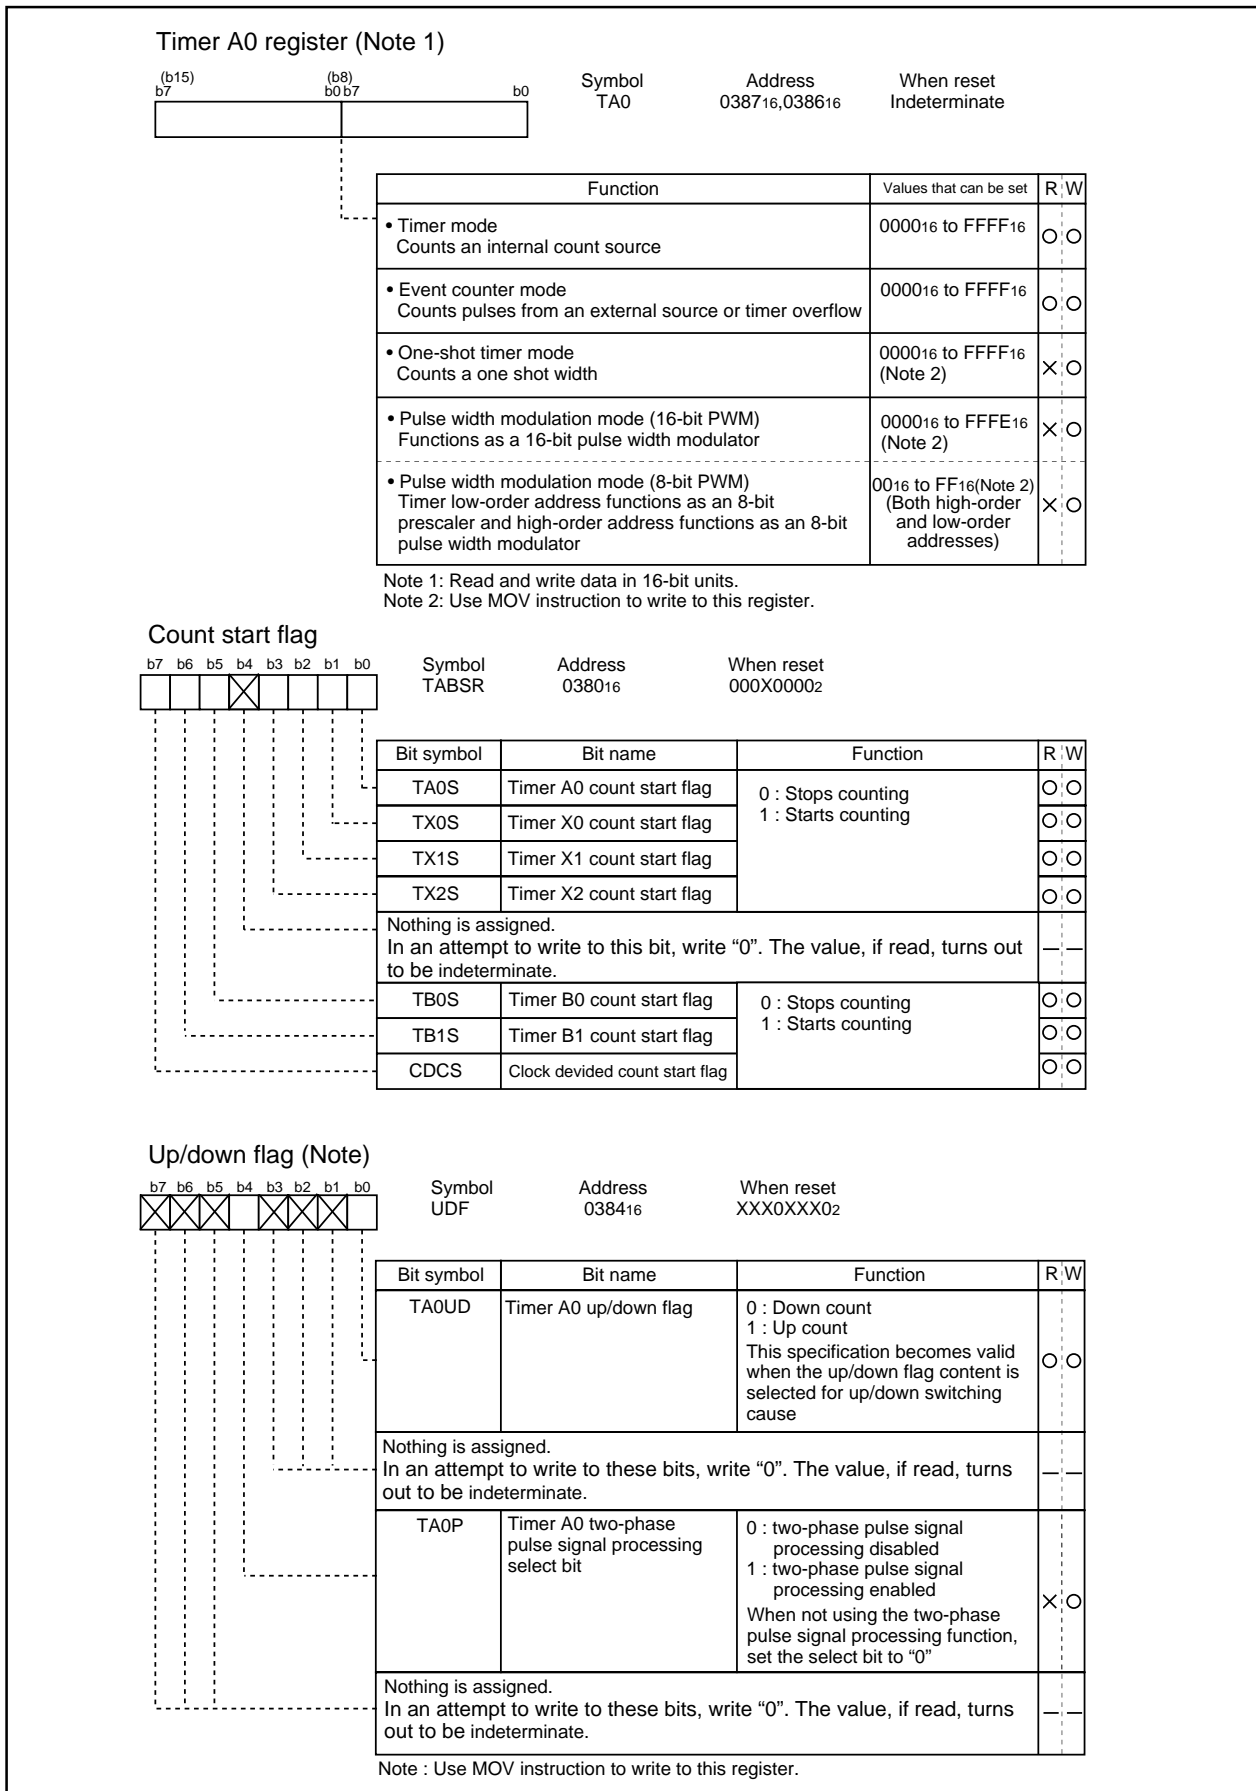 Timer A0 register (Note 1)
(b15) (b8)
b7 b0 b7 b0
Symbol Address When reset
TA0 038716,038616 Indeterminate
Function Values that can be set R W
• Timer mode 000016 to FFFF16
Counts an internal count source
• Event counter mode 000016 to FFFF16
Counts pulses from an external source or timer overflow
• One-shot timer mode 000016 to FFFF16
Counts a one shot width (Note 2)
• Pulse width modulation mode (16-bit PWM) 000016 to FFFE16
Functions as a 16-bit pulse width modulator (Note 2)
• Pulse width modulation mode (8-bit PWM) 0016 to FF16(Note 2)
Timer low-order address functions as an 8-bit (Both high-order
prescaler and high-order address functions as an 8-bit and low-order
pulse width modulator addresses)
Note 1: Read and write data in 16-bit units.
Note 2: Use MOV instruction to write to this register.
Count start flag
b7 b6 b5 b4 b3 b2 b1 b0
Symbol Address When reset
TABSR 038016 000X00002
Bit symbol Bit name Function R W
TA0S Timer A0 count start flag 0 : Stops counting
1 : Starts counting
TX0S Timer X0 count start flag
TX1S Timer X1 count start flag
TX2S Timer X2 count start flag
Nothing is assigned.
In an attempt to write to this bit, write “0”. The value, if read, turns out
to be indeterminate.
TB0S Timer B0 count start flag 0 : Stops counting
1 : Starts counting
TB1S Timer B1 count start flag
CDCS Clock devided count start flag
Up/down flag (Note)
b7 b6 b5 b4 b3 b2 b1 b0
Symbol Address When reset
UDF 038416 XXX0XXX02
Bit symbol Bit name Function R W
TA0UD Timer A0 up/down flag 0 : Down count
1 : Up count
This specification becomes valid
when the up/down flag content is
selected for up/down switching
cause
Nothing is assigned.
In an attempt to write to these bits, write “0”. The value, if read, turns
out to be indeterminate.
TA0P Timer A0 two-phase 0 : two-phase pulse signal
pulse signal processing processing disabled
select bit 1 : two-phase pulse signal
processing enabled
When not using the two-phase
pulse signal processing function,
set the select bit to “0”
Nothing is assigned.
In an attempt to write to these bits, write “0”. The value, if read, turns
out to be indeterminate.
Note : Use MOV instruction to write to this register.